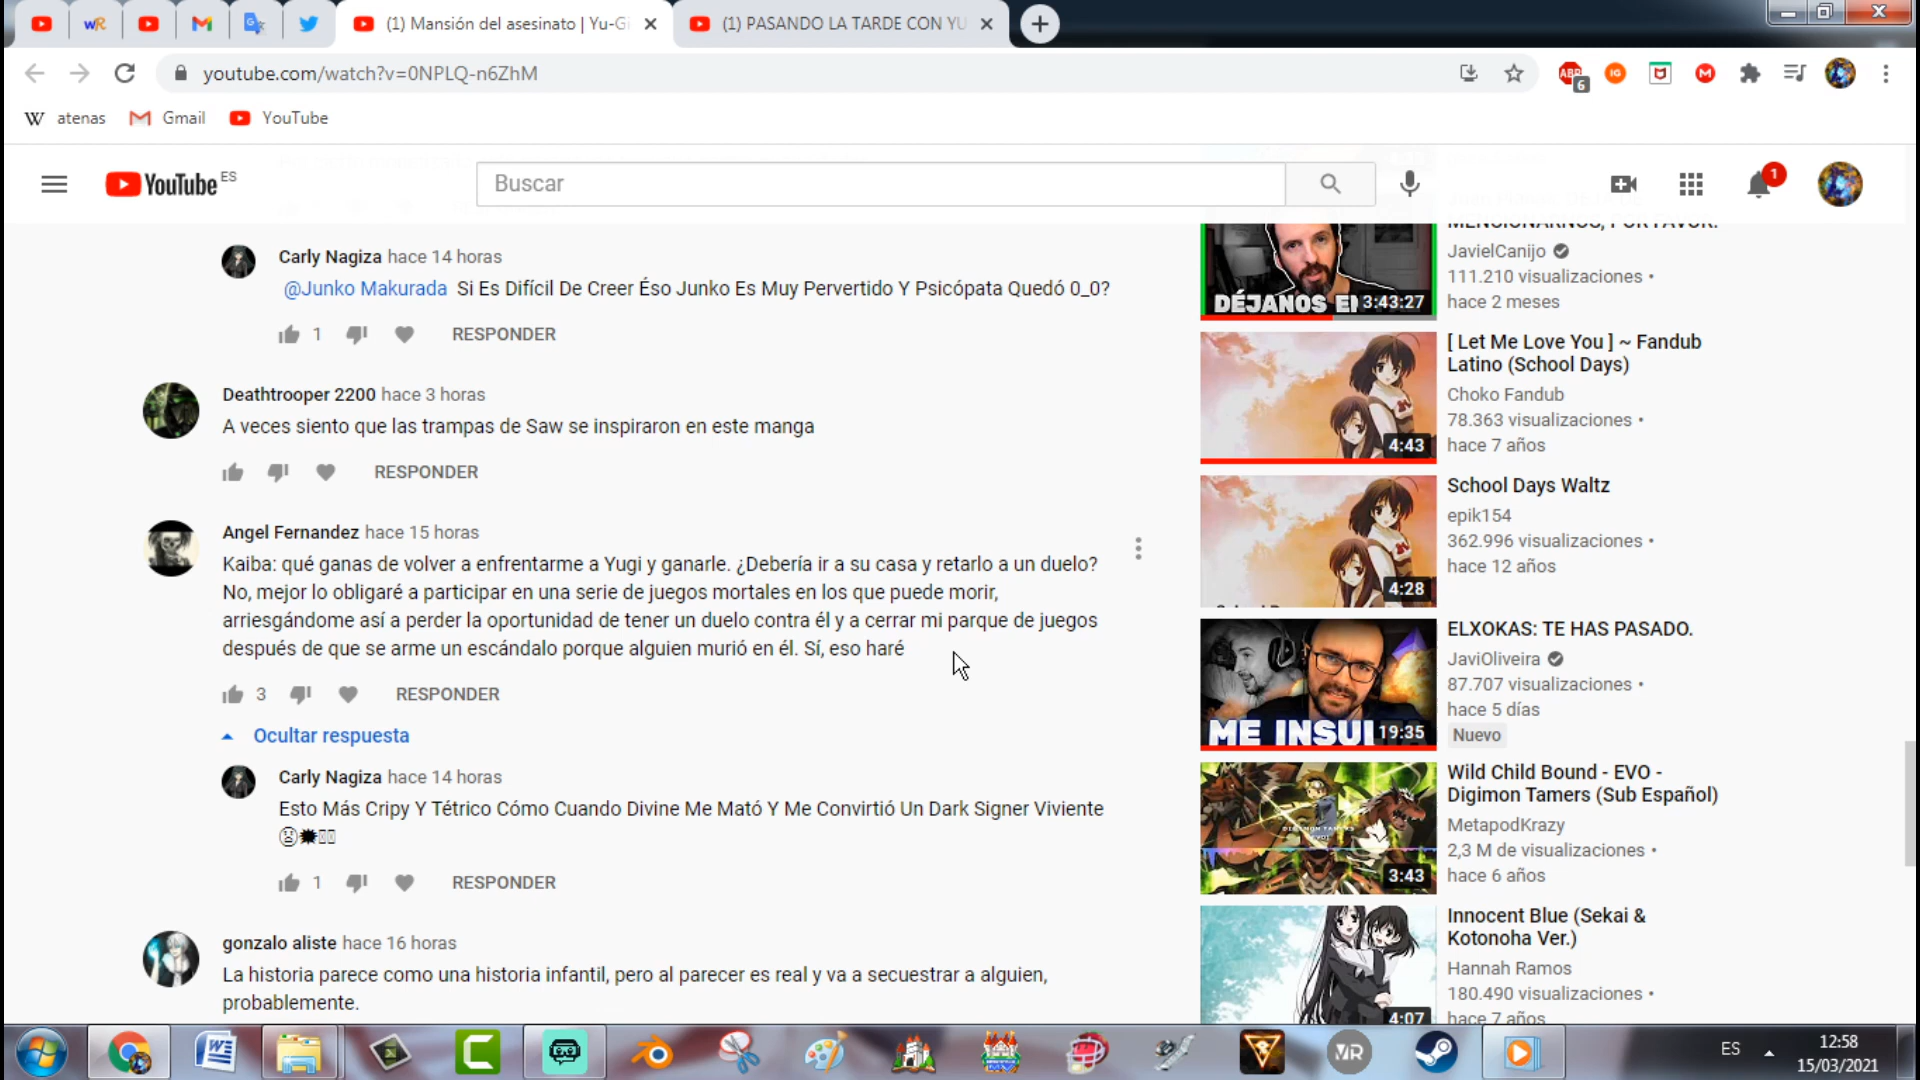 (1) Mansión del asesinato | Yu-Gi
(1) PASANDO LA TARDE CON YU
youtube.com/watch?v=0NPLQ-n6ZhM
ABP
6
IG
M
W atenas
Gmail
YouTube
YouTube ES
Buscar
1
Carly Nagiza hace 14 horas
@Junko Makurada Si Es Difícil De Creer Éso Junko Es Muy Pervertido Y Psicópata Quedó 0_0?
1
RESPONDER
Deathtrooper 2200 hace 3 horas
A veces siento que las trampas de Saw se inspiraron en este manga
RESPONDER
Angel Fernandez hace 15 horas
Kaiba: qué ganas de volver a enfrentarme a Yugi y ganarle. ¿Debería ir a su casa y retarlo a un duelo?
No, mejor lo obligaré a participar en una serie de juegos mortales en los que puede morir,
arriesgándome así a perder la oportunidad de tener un duelo contra él y a cerrar mi parque de juegos
después de que se arme un escándalo porque alguien murió en él. Sí, eso haré
3
RESPONDER
Ocultar respuesta
Carly Nagiza hace 14 horas
Esto Más Cripy Y Tétrico Cómo Cuando Divine Me Mató Y Me Convirtió Un Dark Signer Viviente
1
RESPONDER
gonzalo aliste hace 16 horas
La historia parece como una historia infantil, pero al parecer es real y va a secuestrar a alguien,
probablemente.
MENCIONARNOS, POR FAVOR.
JavielCanijo
111.210 visualizaciones •
hace 2 meses
DÉJANOS
3:43:27
[ Let Me Love You ] ~ Fandub
Latino (School Days)
Choko Fandub
78.363 visualizaciones •
hace 7 años
4:43
School Days Waltz
epik154
362.996 visualizaciones •
hace 12 años
4:28
ELXOKAS: TE HAS PASADO.
JaviOliveira
87.707 visualizaciones •
hace 5 días
Nuevo
ME INSUL
19:35
Wild Child Bound - EVO -
Digimon Tamers (Sub Español)
MetapodKrazy
2,3 M de visualizaciones •
hace 6 años
3:43
Innocent Blue (Sekai &
Kotonoha Ver.)
Hannah Ramos
180.490 visualizaciones •
hace 7 años
4:07
ES
12:58
15/03/2021